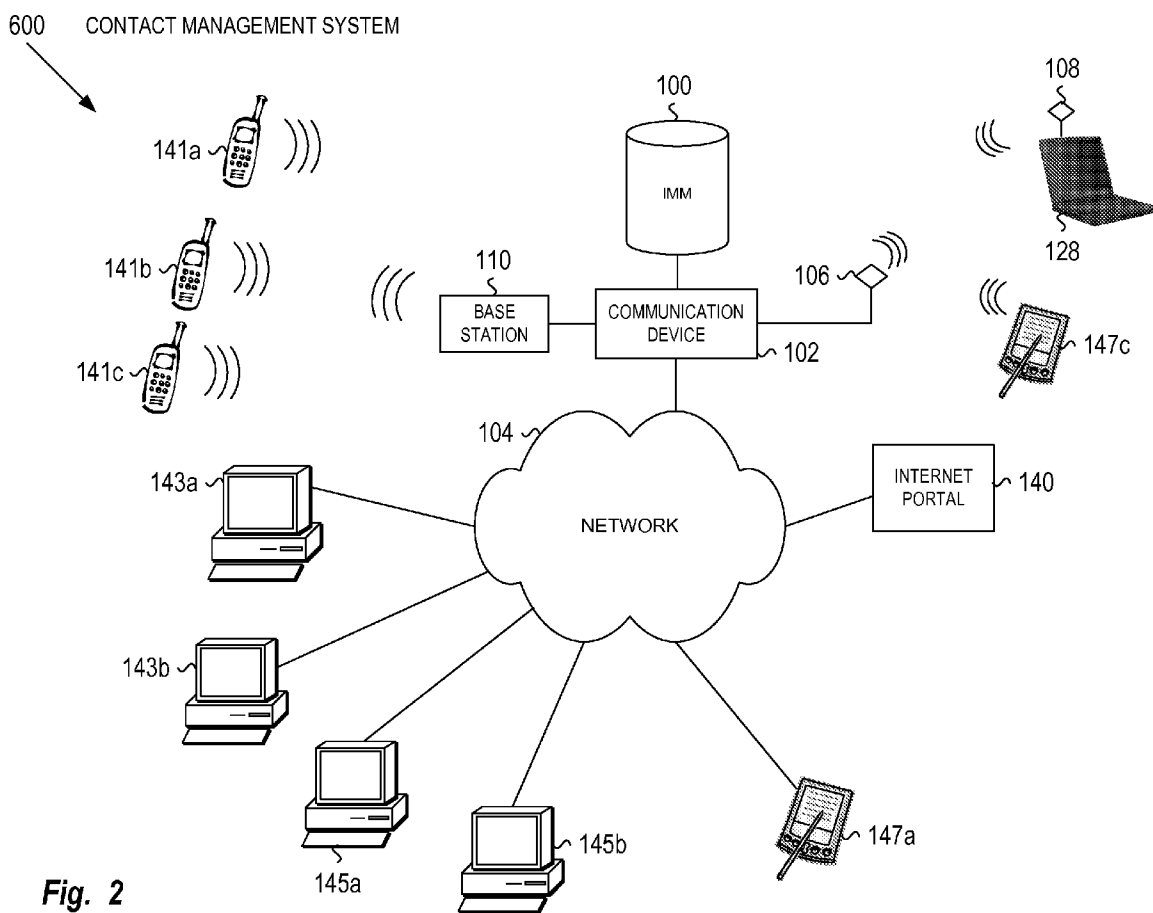 600 CONTACT MANAGEMENT SYSTEM
108
100
141a
IMM
128
141b
110
106
BASE
STATION
COMMUNICATION
DEVICE
102
147c
141c
104
143a
INTERNET
PORTAL
140
NETWORK
143b
145b
147a
145a
Fig. 2